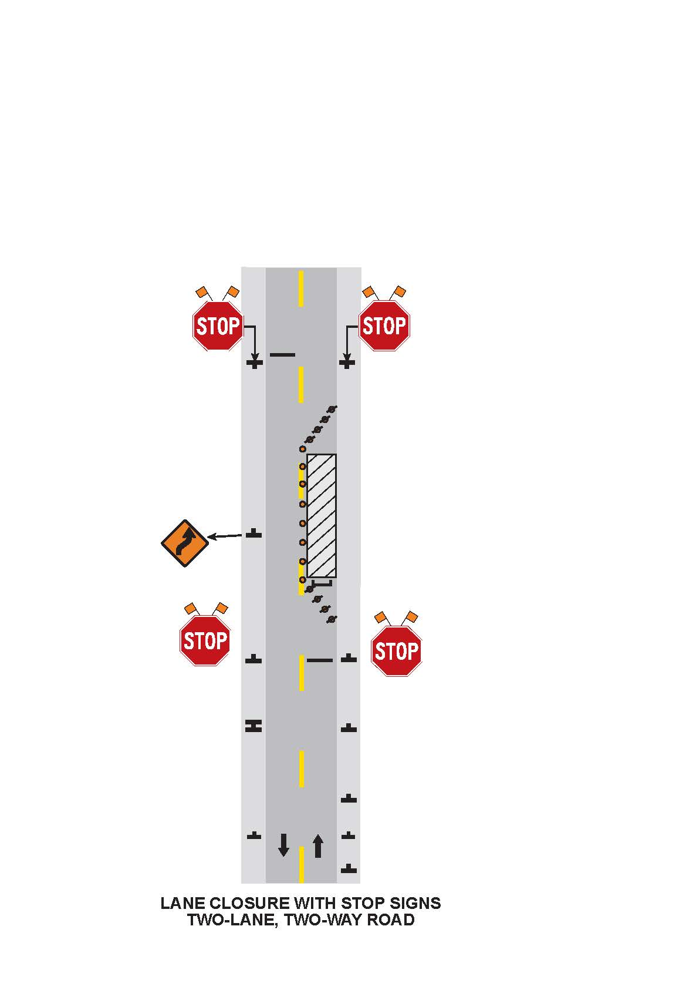 STOP
STOP
STOP
STOP
LANE CLOSURE WITH STOP SIGNS
TWO-LANE, TWO-WAY ROAD